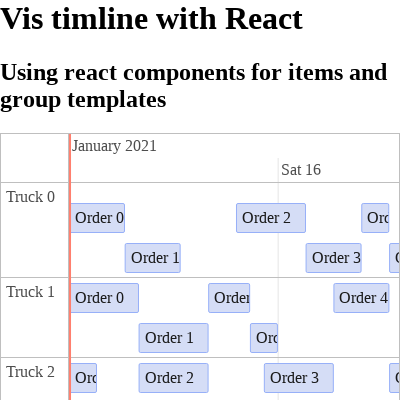 Vis timline with React
Using react components for items and
group templates
January 2021
Sat 16
Truck 0
Order 0
Order 2
Ord
Order 1
Order 3
Truck 1
Order 0
Order
Order 4
Order 1
Ord
Truck 2
Ord
Order 2
Order 3